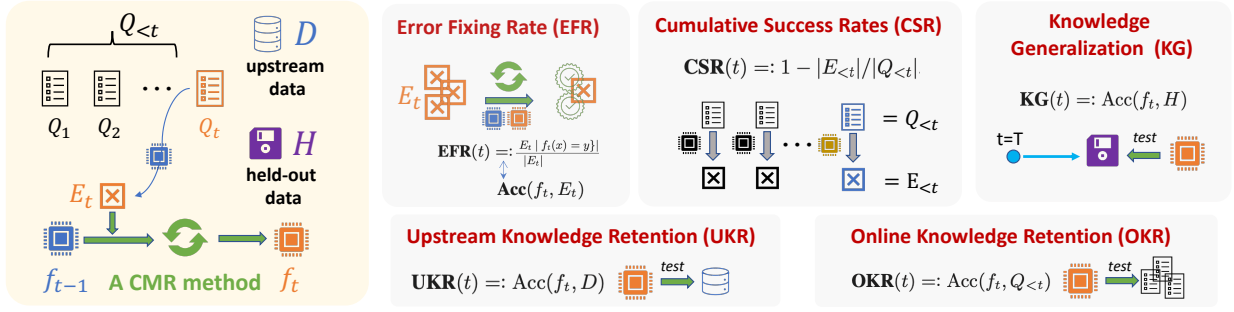 Q<t
D
upstream
data
Q1 Q2 ... Qt
H
held-out
data
Et
ft−1 A CMR method ft
Error Fixing Rate (EFR)
Et
EFR(t) =: Et | ft(x) = y}| / |Et|
Acc(ft, Et)
Cumulative Success Rates (CSR)
CSR(t) =: 1 − |E<t|/|Q<t|
...
= Q<t
= E<t
Knowledge
Generalization (KG)
KG(t) =: Acc(ft, H)
t=T
test
Upstream Knowledge Retention (UKR)
UKR(t) =: Acc(ft, D) test
Online Knowledge Retention (OKR)
OKR(t) =: Acc(ft, Q<t) test